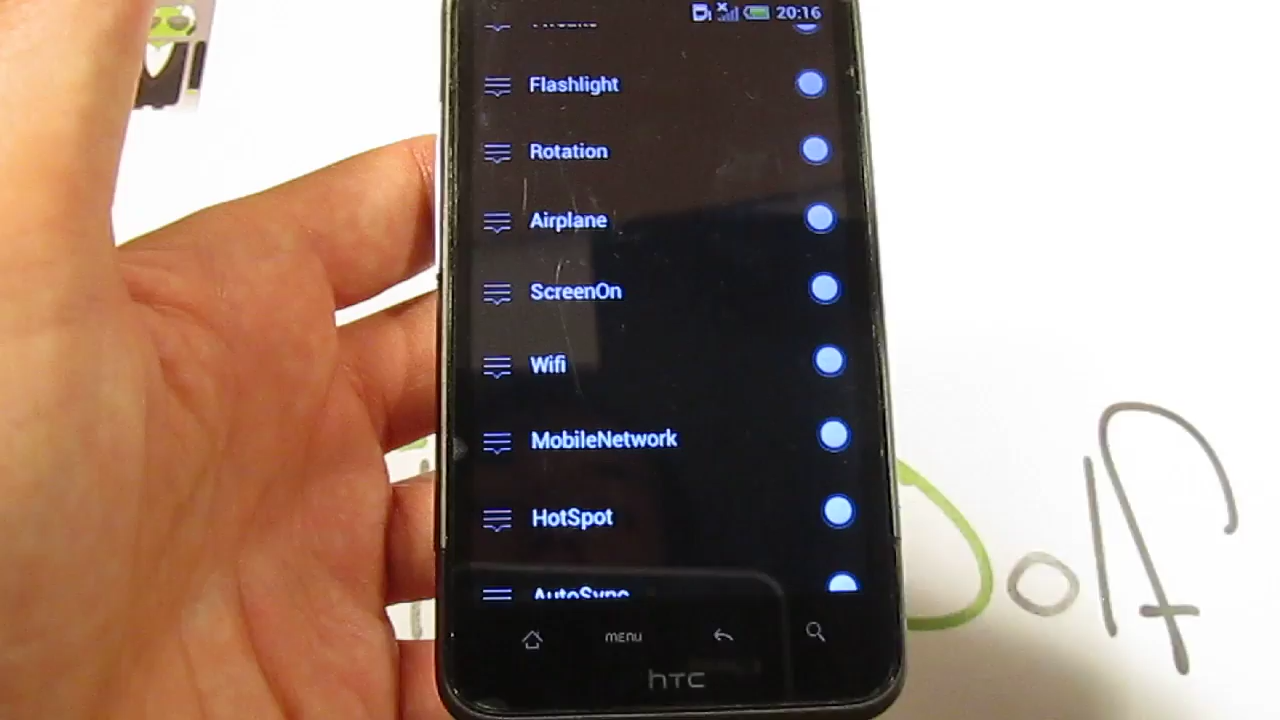 20:16
Flashlight
Rotation
Airplane
ScreenOn
Wifi
MobileNetwork
HotSpot
AutoSync
MENU
hTC